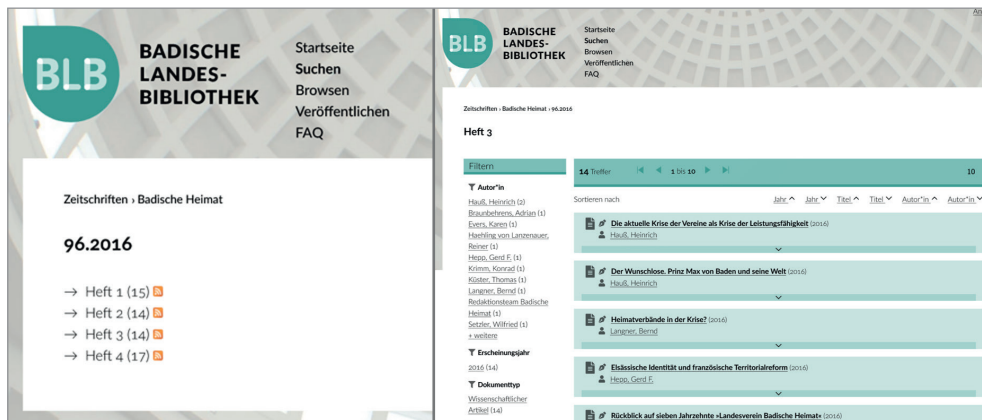 BLB
BADISCHE
LANDES-
BIBLIOTHEK
Startseite
Suchen
Browsen
Veröffentlichen
FAQ
Zeitschriften › Badische Heimat
96.2016
→ Heft 1 (15)
→ Heft 2 (14)
→ Heft 3 (14)
→ Heft 4 (17)
BLB
BADISCHE
LANDES-
BIBLIOTHEK
Startseite
Suchen
Browsen
Veröffentlichen
FAQ
Zeitschriften › Badische Heimat › 96.2016
Heft 3
Filtern
Autor*in
Hauß, Heinrich (2)
Braunbehrens, Adrian (1)
Evers, Karen (1)
Haehling von Lanzenauer,
Reiner (1)
Hepp, Gerd F. (1)
Krimm, Konrad (1)
Küster, Thomas (1)
Langner, Bernd (1)
Redaktionsteam Badische
Heimat (1)
Setzler, Wilfried (1)
+ weitere
Erscheinungsjahr
2016 (14)
Dokumenttyp
Wissenschaftlicher
Artikel (14)
14 Treffer 1 bis 10 10
Sortieren nach Jahr Jahr Titel Titel Autor*in Autor*in
Die aktuelle Krise der Vereine als Krise der Leistungsfähigkeit (2016)
Hauß, Heinrich
Der Wunschlose. Prinz Max von Baden und seine Welt (2016)
Hauß, Heinrich
Heimatverbände in der Krise? (2016)
Langner, Bernd
Elsässische Identität und französische Territorialreform (2016)
Hepp, Gerd F.
Rückblick auf sieben Jahrzehnte »Landesverein Badische Heimat« (2016)